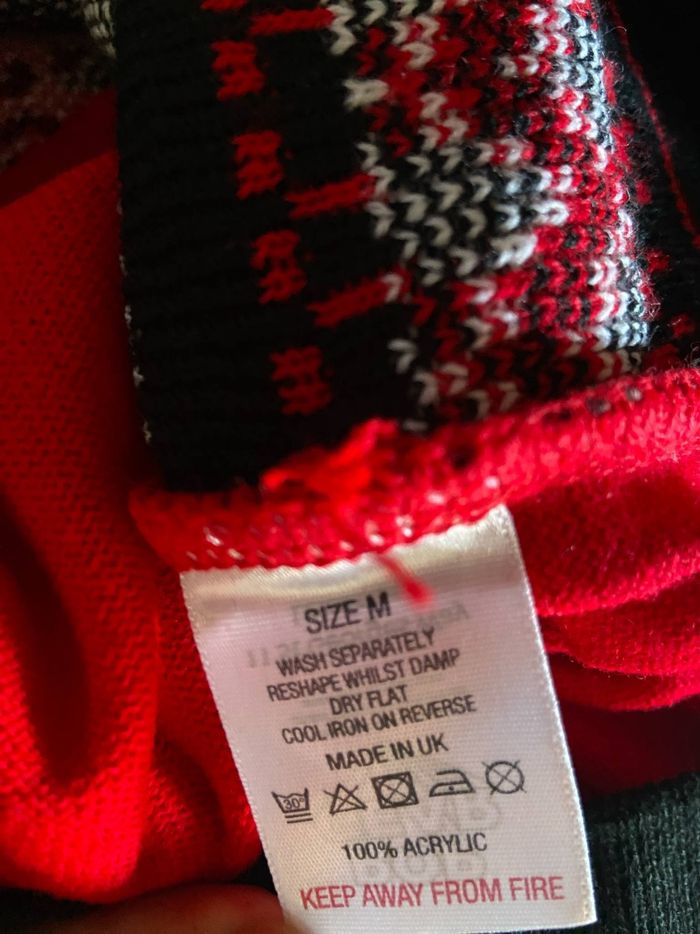 SIZE M
WASH SEPARATELY
RESHAPE WHILST DAMP
DRY FLAT
COOL IRON ON REVERSE
MADE IN UK
30°
100% ACRYLIC
KEEP AWAY FROM FIRE